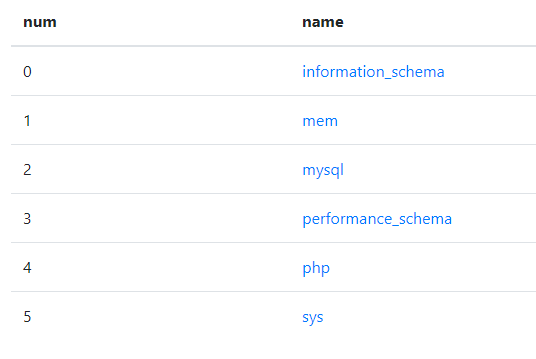 num name
0 information_schema
1 mem
2 mysql
3 performance_schema
4 php
5 sys